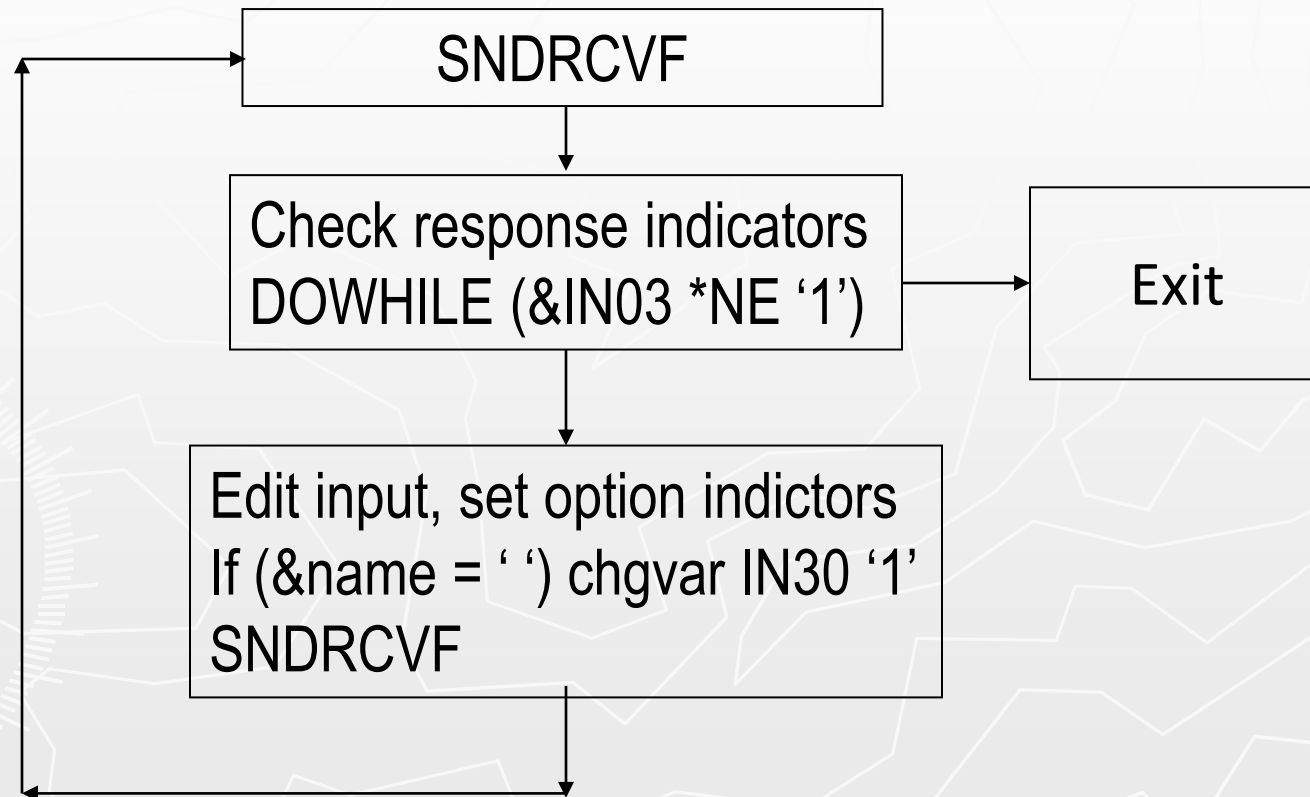 SNDRCVF
Check response indicators
DOWHILE (&IN03 *NE ‘1’)
Exit
Edit input, set option indictors
If (&name = ‘ ‘) chgvar IN30 ‘1’
SNDRCVF